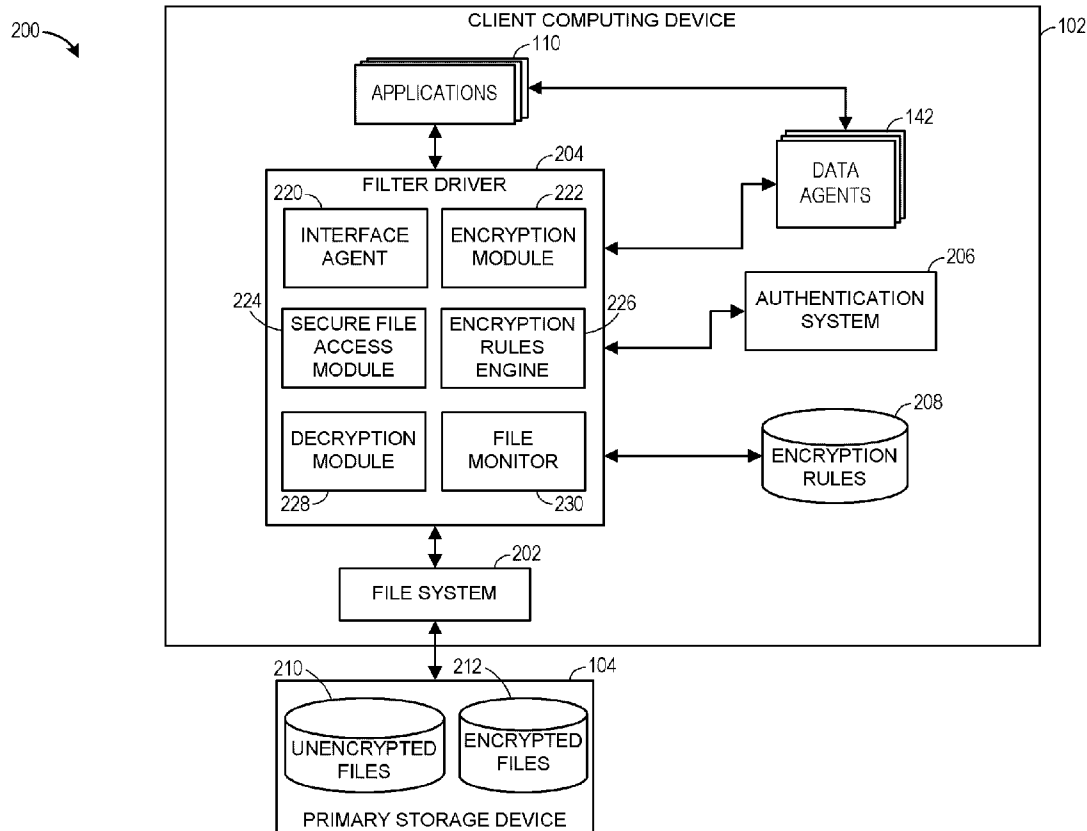 CLIENT COMPUTING DEVICE
200
102
110
APPLICATIONS
142
DATA
AGENTS
204
FILTER DRIVER
220
INTERFACE
AGENT
222
ENCRYPTION
MODULE
206
AUTHENTICATION
SYSTEM
224
SECURE FILE
ACCESS
MODULE
226
ENCRYPTION
RULES
ENGINE
208
ENCRYPTION
RULES
DECRYPTION
MODULE
228
FILE
MONITOR
230
202
FILE SYSTEM
210
212
104
UNENCRYPTED
FILES
ENCRYPTED
FILES
PRIMARY STORAGE DEVICE